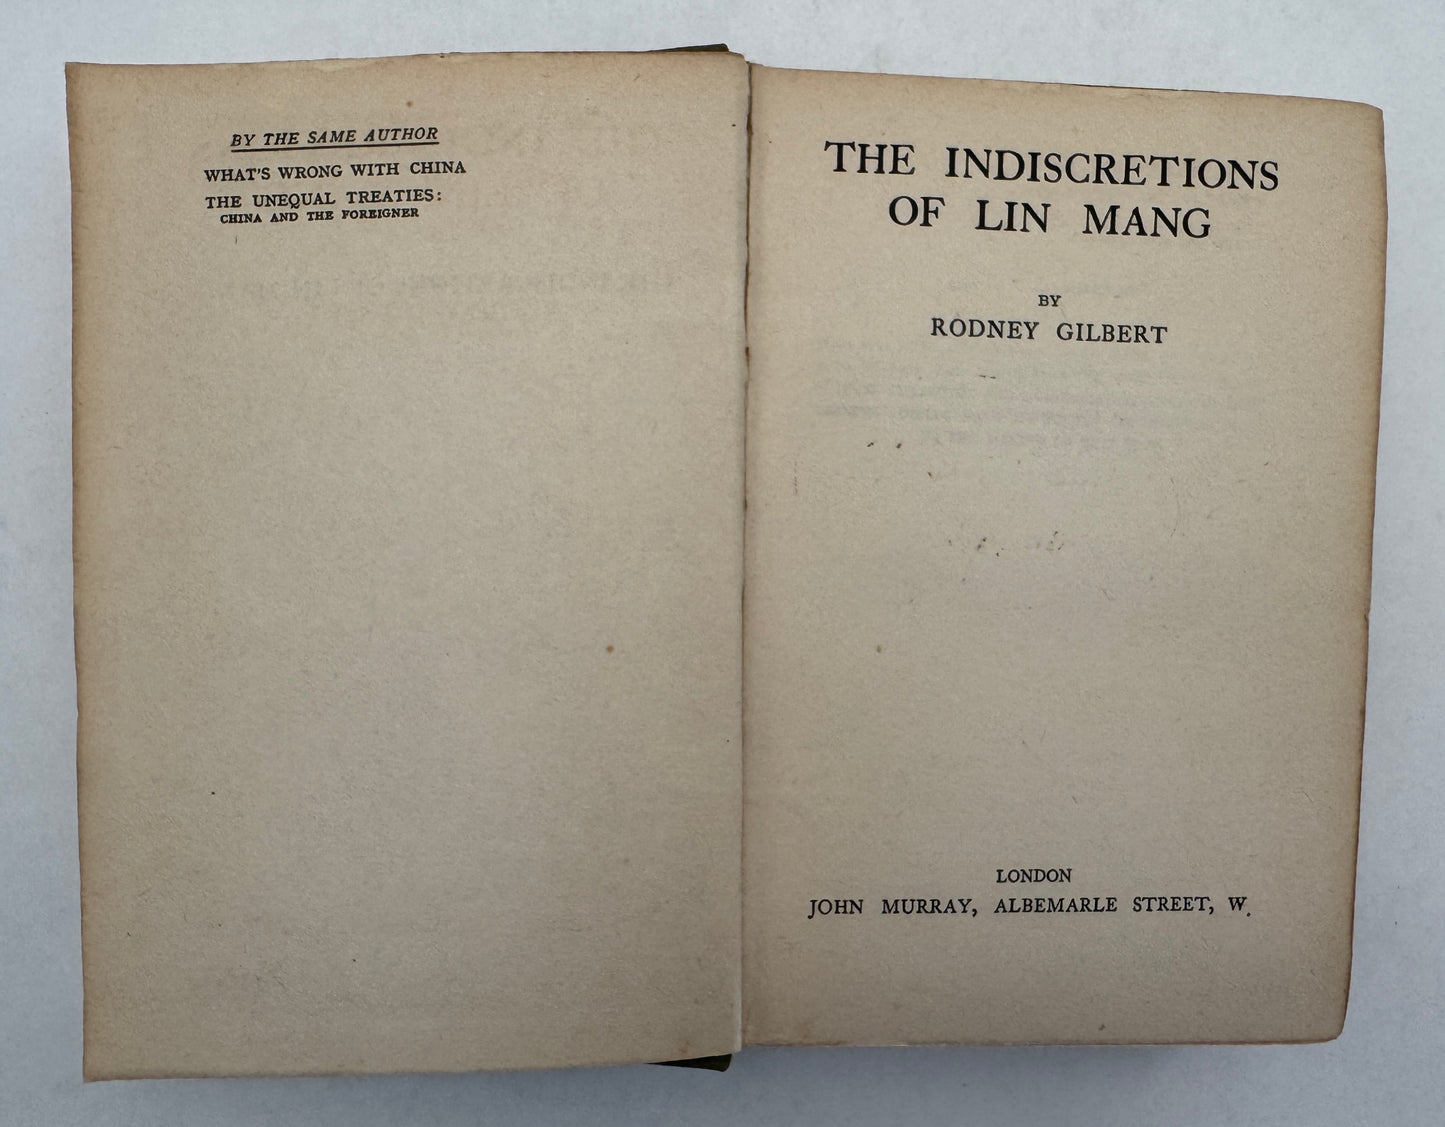 BY THE SAME AUTHOR
WHAT'S WRONG WITH CHINA
THE UNEQUAL TREATIES:
CHINA AND THE FOREIGNER
THE INDISCRETIONS
OF LIN MANG
BY
RODNEY GILBERT
LONDON
JOHN MURRAY, ALBEMARLE STREET, W.